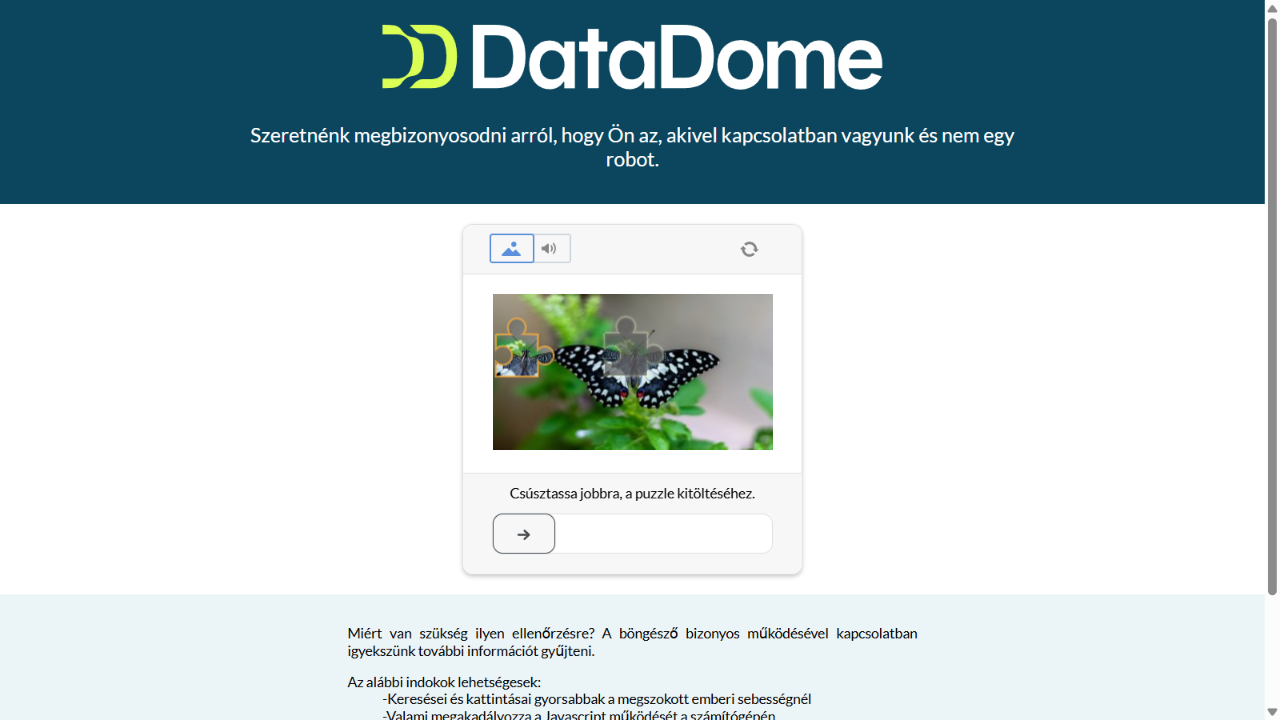 DataDome
Szeretnénk megbizonyosodni arról, hogy Ön az, akivel kapcsolatban vagyunk és nem egy
robot.
Csúsztassa jobbra, a puzzle kitöltéséhez.
Miért van szükség ilyen ellenőrzésre? A böngésző bizonyos működésével kapcsolatban
igyekszünk további információt gyűjteni.
Az alábbi indokok lehetségesek:
-Keresései és kattintásai gyorsabbak a megszokott emberi sebességnél
-Valami megakadályozza a Javascript működését a számítógépén